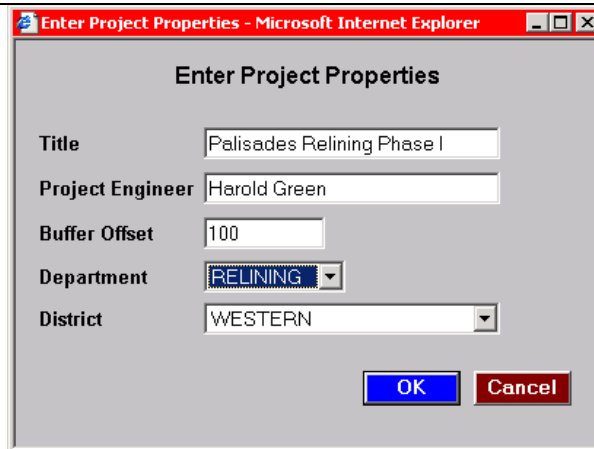 Enter Project Properties - Microsoft Internet Explorer
Enter Project Properties
Title Palisades Relining Phase I
Project Engineer Harold Green
Buffer Offset 100
Department RELINING
District WESTERN
OK Cancel